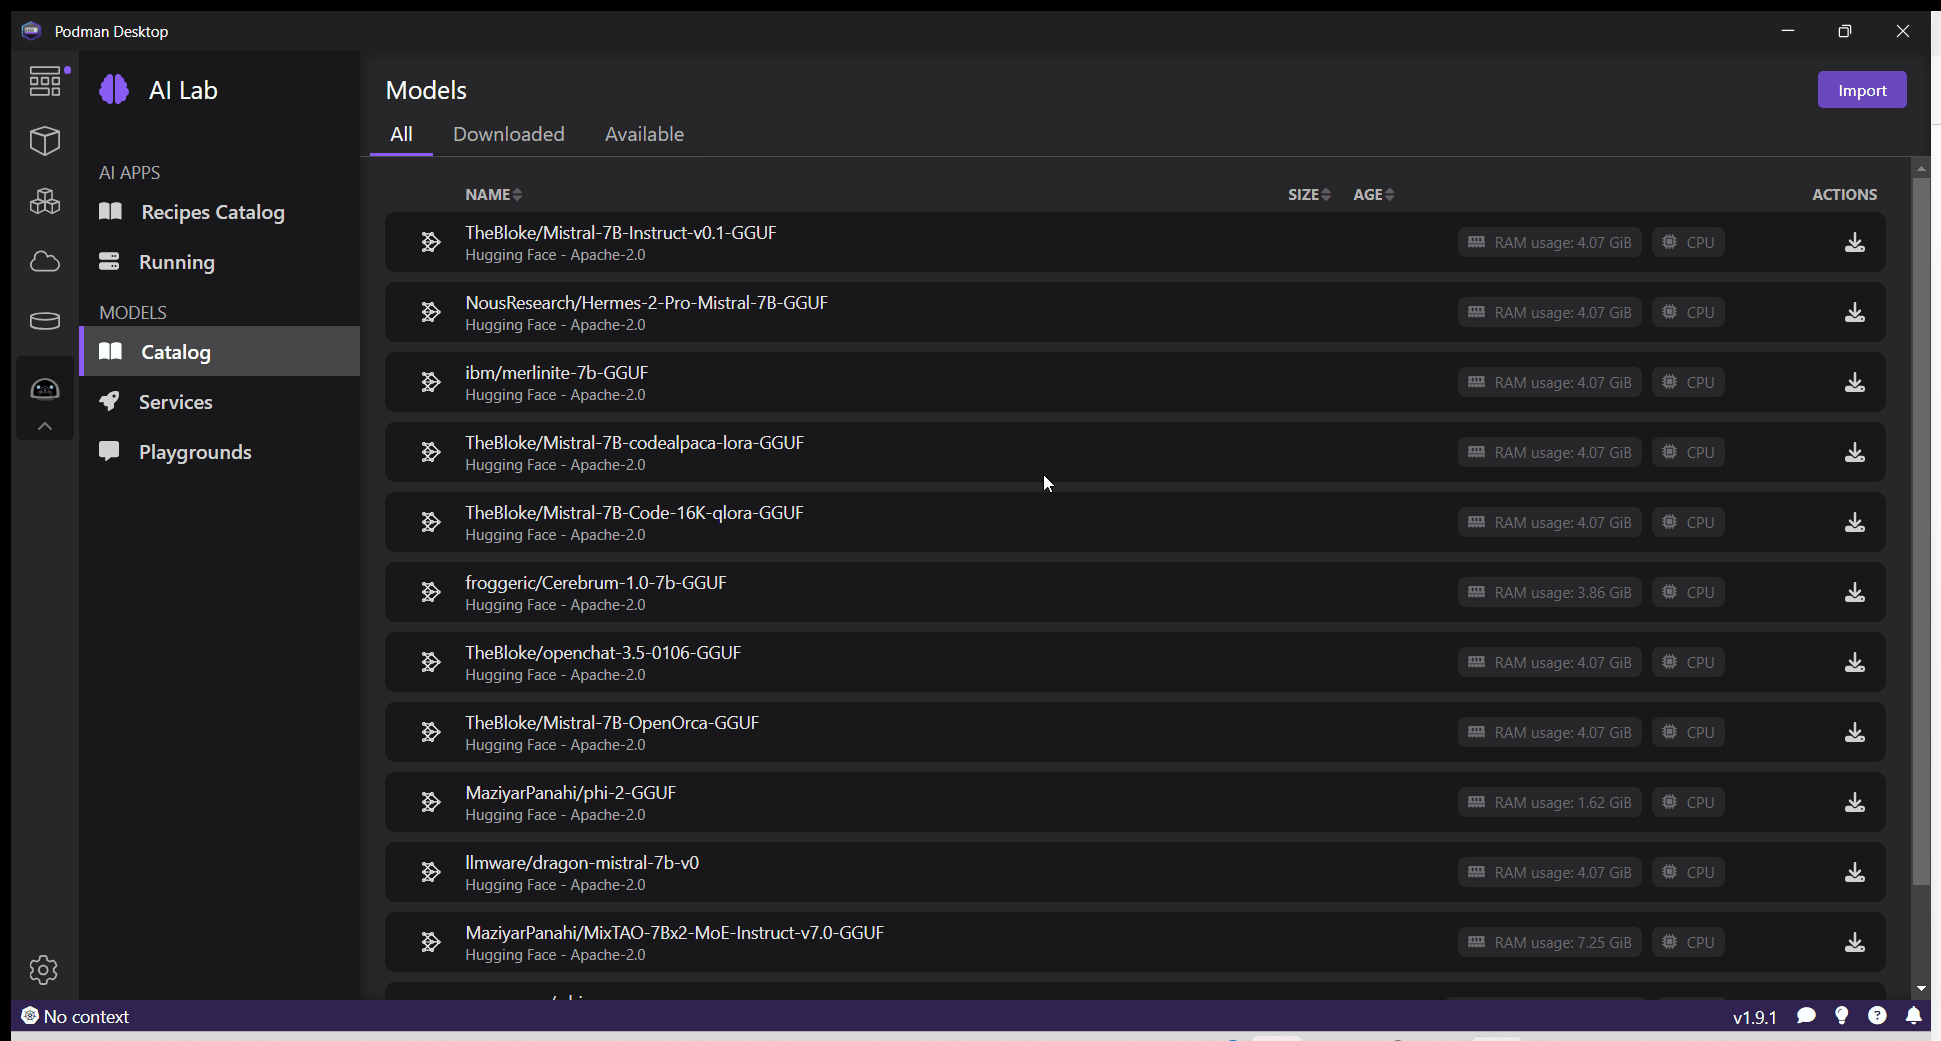 Podman Desktop
AI Lab
AI APPS
Recipes Catalog
Running
MODELS
Catalog
Services
Playgrounds
Models
Import
All Downloaded Available
NAME SIZE AGE ACTIONS
TheBloke/Mistral-7B-Instruct-v0.1-GGUF
Hugging Face - Apache-2.0
RAM usage: 4.07 GiB CPU
NousResearch/Hermes-2-Pro-Mistral-7B-GGUF
Hugging Face - Apache-2.0
RAM usage: 4.07 GiB CPU
ibm/merlinite-7b-GGUF
Hugging Face - Apache-2.0
RAM usage: 4.07 GiB CPU
TheBloke/Mistral-7B-codealpaca-lora-GGUF
Hugging Face - Apache-2.0
RAM usage: 4.07 GiB CPU
TheBloke/Mistral-7B-Code-16K-qlora-GGUF
Hugging Face - Apache-2.0
RAM usage: 4.07 GiB CPU
froggeric/Cerebrum-1.0-7b-GGUF
Hugging Face - Apache-2.0
RAM usage: 3.86 GiB CPU
TheBloke/openchat-3.5-0106-GGUF
Hugging Face - Apache-2.0
RAM usage: 4.07 GiB CPU
TheBloke/Mistral-7B-OpenOrca-GGUF
Hugging Face - Apache-2.0
RAM usage: 4.07 GiB CPU
MaziyarPanahi/phi-2-GGUF
Hugging Face - Apache-2.0
RAM usage: 1.62 GiB CPU
llmware/dragon-mistral-7b-v0
Hugging Face - Apache-2.0
RAM usage: 4.07 GiB CPU
MaziyarPanahi/MixTAO-7Bx2-MoE-Instruct-v7.0-GGUF
Hugging Face - Apache-2.0
RAM usage: 7.25 GiB CPU
No context
v1.9.1